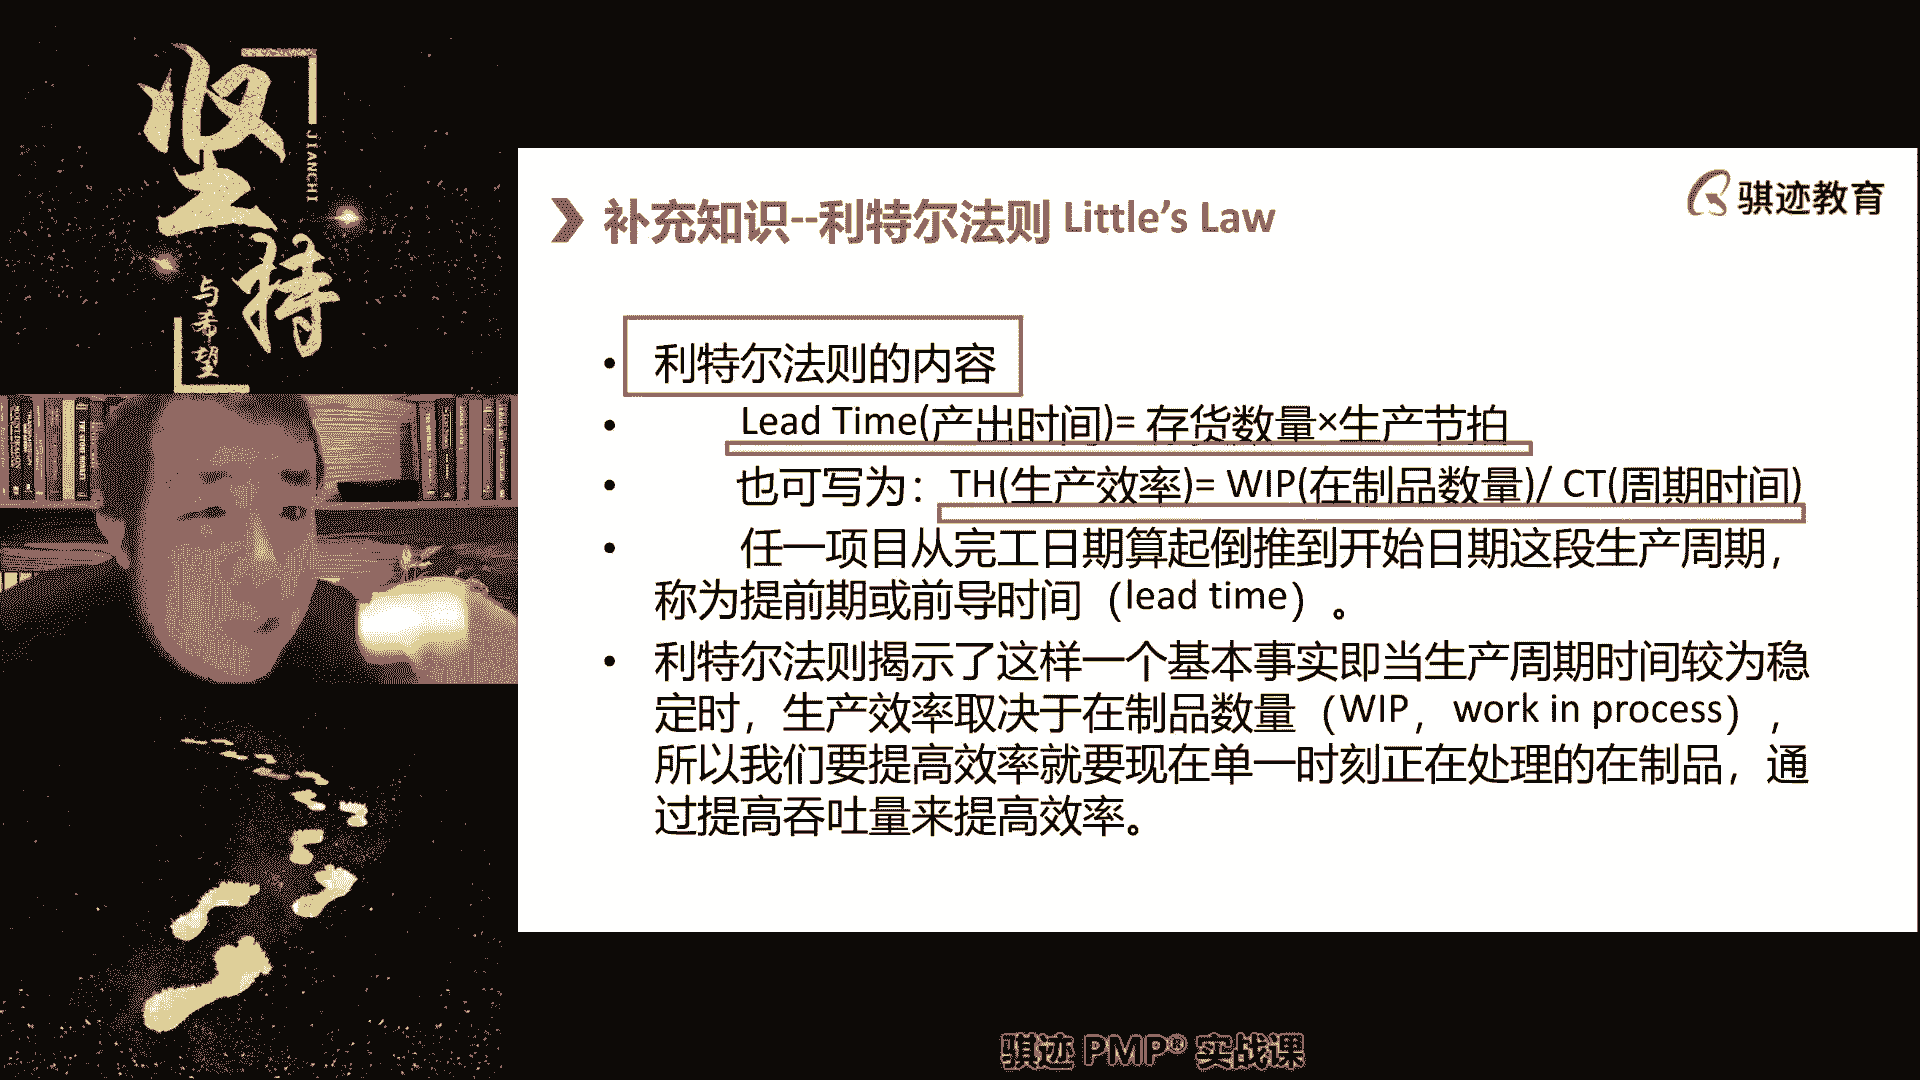 坚持
JIANCHI
与希望
骐迹教育
补充知识--利特尔法则 Little's Law
• 利特尔法则的内容
• Lead Time(产出时间)= 存货数量×生产节拍
• 也可写为：TH(生产效率)= WIP(在制品数量)/ CT(周期时间)
• 任一项目从完工日期算起倒推到开始日期这段生产周期，
称为提前期或前导时间（lead time）。
• 利特尔法则揭示了这样一个基本事实即当生产周期时间较为稳
定时，生产效率取决于在制品数量（WIP，work in process），
所以我们要提高效率就要现在单一时刻正在处理的在制品，通
过提高吞吐量来提高效率。
骐迹 PMP® 实战课